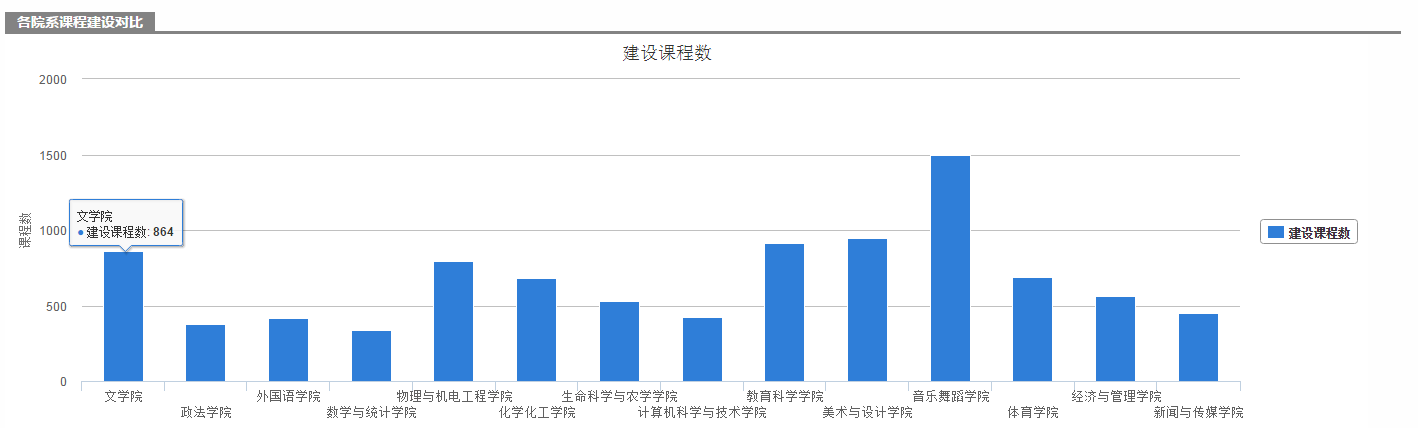 各院系课程建设对比
建设课程数
2000
1500
1000
500
0
课程数
文学院
建设课程数: 864
建设课程数
文学院
政法学院
外国语学院
数学与统计学院
物理与机电工程学院
化学化工学院
生命科学与农学学院
计算机科学与技术学院
教育科学学院
美术与设计学院
音乐舞蹈学院
体育学院
经济与管理学院
新闻与传媒学院